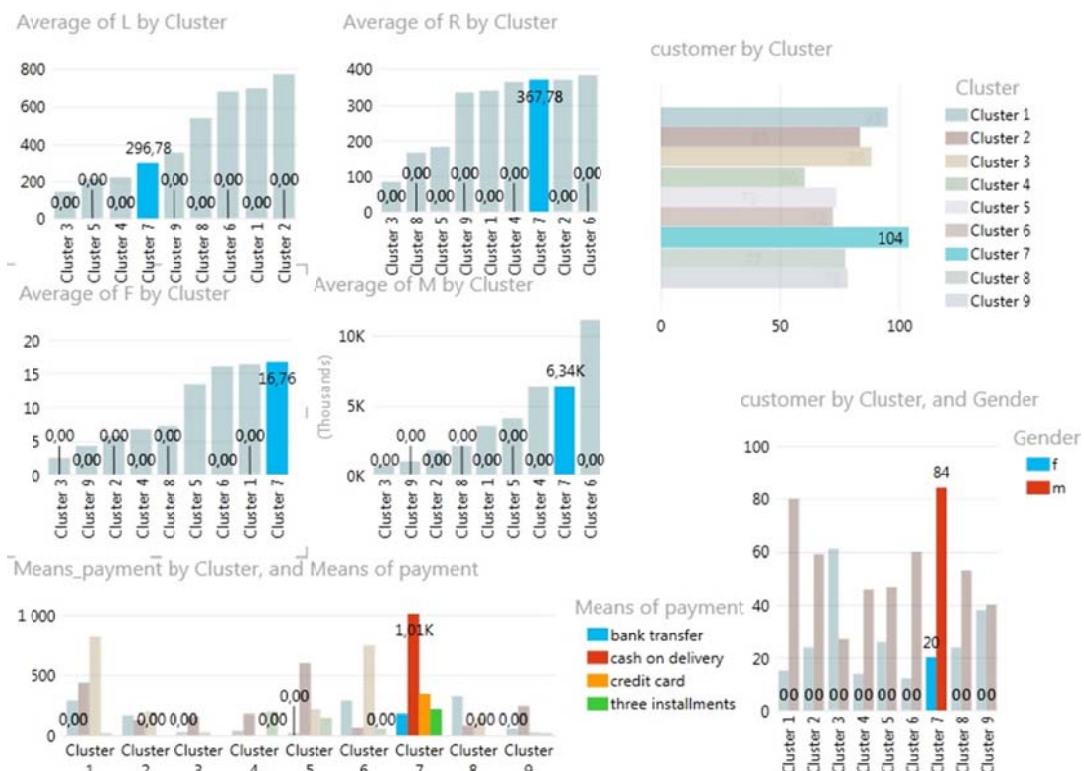 Average of L by Cluster
800
600
400
200
0
296,78
0,00 0,00 0,00 0,00
0,00 0,00 0,00 0,00
Cluster 3
Cluster 5
Cluster 4
Cluster 7
Cluster 9
Cluster 8
Cluster 6
Cluster 1
Cluster 2
Average of R by Cluster
400
300
200
100
0
367,78
0,00 0,00 0,00 0,00
0,00 0,00 0,00 0,00
Cluster 3
Cluster 8
Cluster 5
Cluster 9
Cluster 1
Cluster 4
Cluster 7
Cluster 2
Cluster 6
customer by Cluster
104
0 50 100
Cluster
Cluster 1
Cluster 2
Cluster 3
Cluster 4
Cluster 5
Cluster 6
Cluster 7
Cluster 8
Cluster 9
Average of F by Cluster
20
15
10
5
0
16,76
0,00 0,00 0,00 0,00
0,00 0,00 0,00
Cluster 3
Cluster 9
Cluster 2
Cluster 4
Cluster 8
Cluster 5
Cluster 6
Cluster 1
Cluster 7
Average of M by Cluster
(Thousands)
10K
5K
0K
6,34K
0,00 0,00 0,00
0,00 0,00 0,00 0,00 0,00
Cluster 3
Cluster 9
Cluster 2
Cluster 8
Cluster 1
Cluster 5
Cluster 4
Cluster 7
Cluster 6
customer by Cluster, and Gender
100
80
60
40
20
0
84
20
00 00 00 00 00 00 00 00
Cluster 1
Cluster 2
Cluster 3
Cluster 4
Cluster 5
Cluster 6
Cluster 7
Cluster 8
Cluster 9
Gender
f
m
Means_payment by Cluster, and Means of payment
1 000
500
0
1,01K
0,00
0,00 0,00 0,00 0,00 0,00 0,00 0,00
Cluster Cluster Cluster Cluster Cluster Cluster Cluster Cluster Cluster
1 2 3 4 5 6 7 8 9
Means of payment
bank transfer
cash on delivery
credit card
three installments